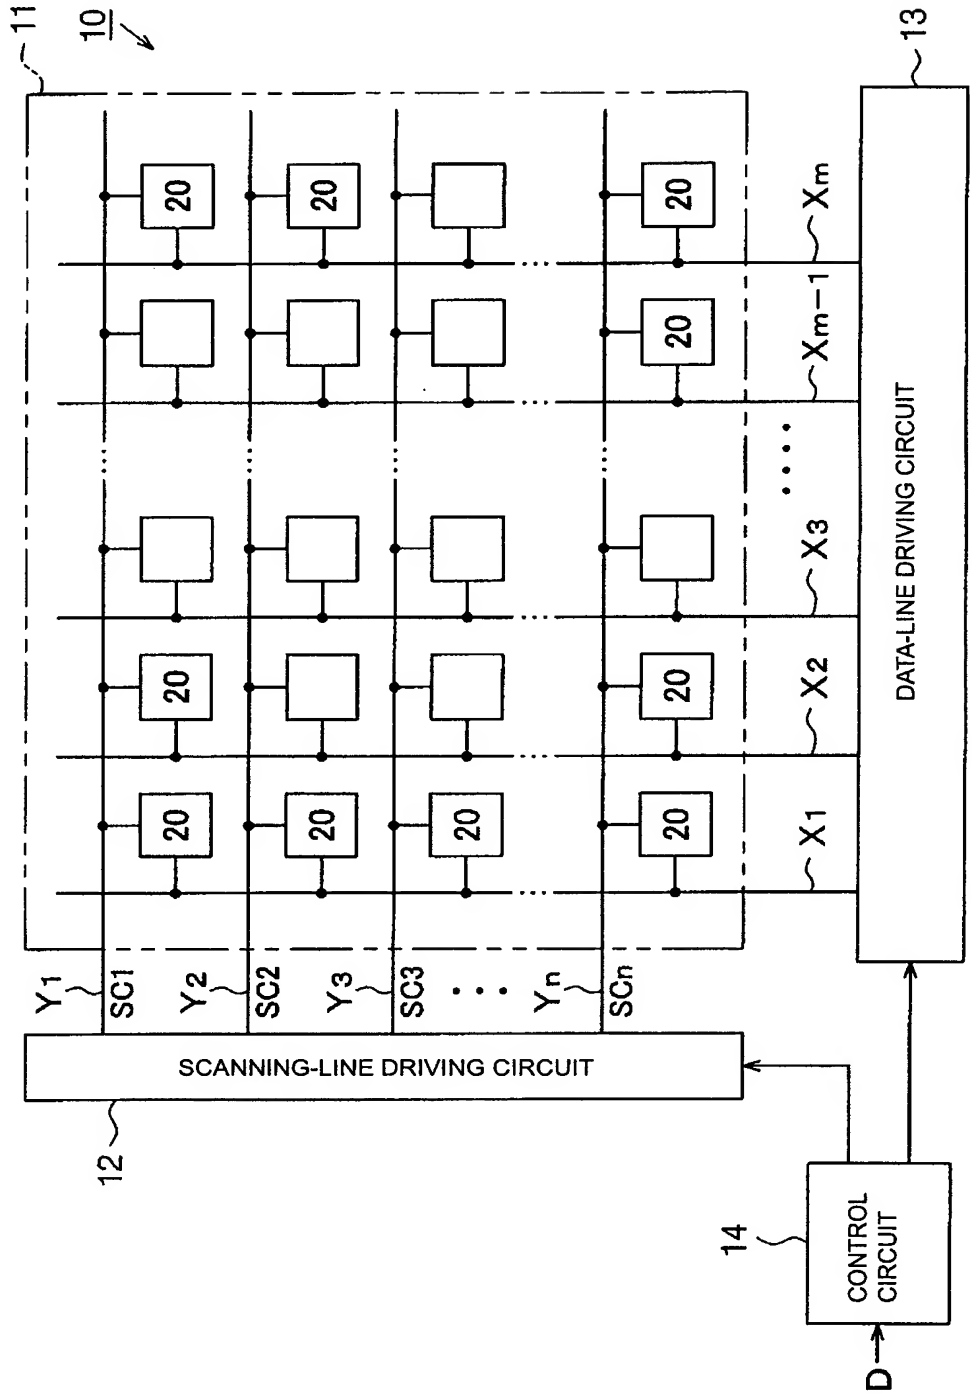 11
10
Y1
SC1
12
20 20 20
Y2
SC2
20 20
Y3
SC3
20
SCANNING-LINE DRIVING CIRCUIT
Yn
SCn
20 20 20 20
14
X1 X2 X3 Xm−1 Xm
13
D
CONTROL
CIRCUIT
DATA-LINE DRIVING CIRCUIT